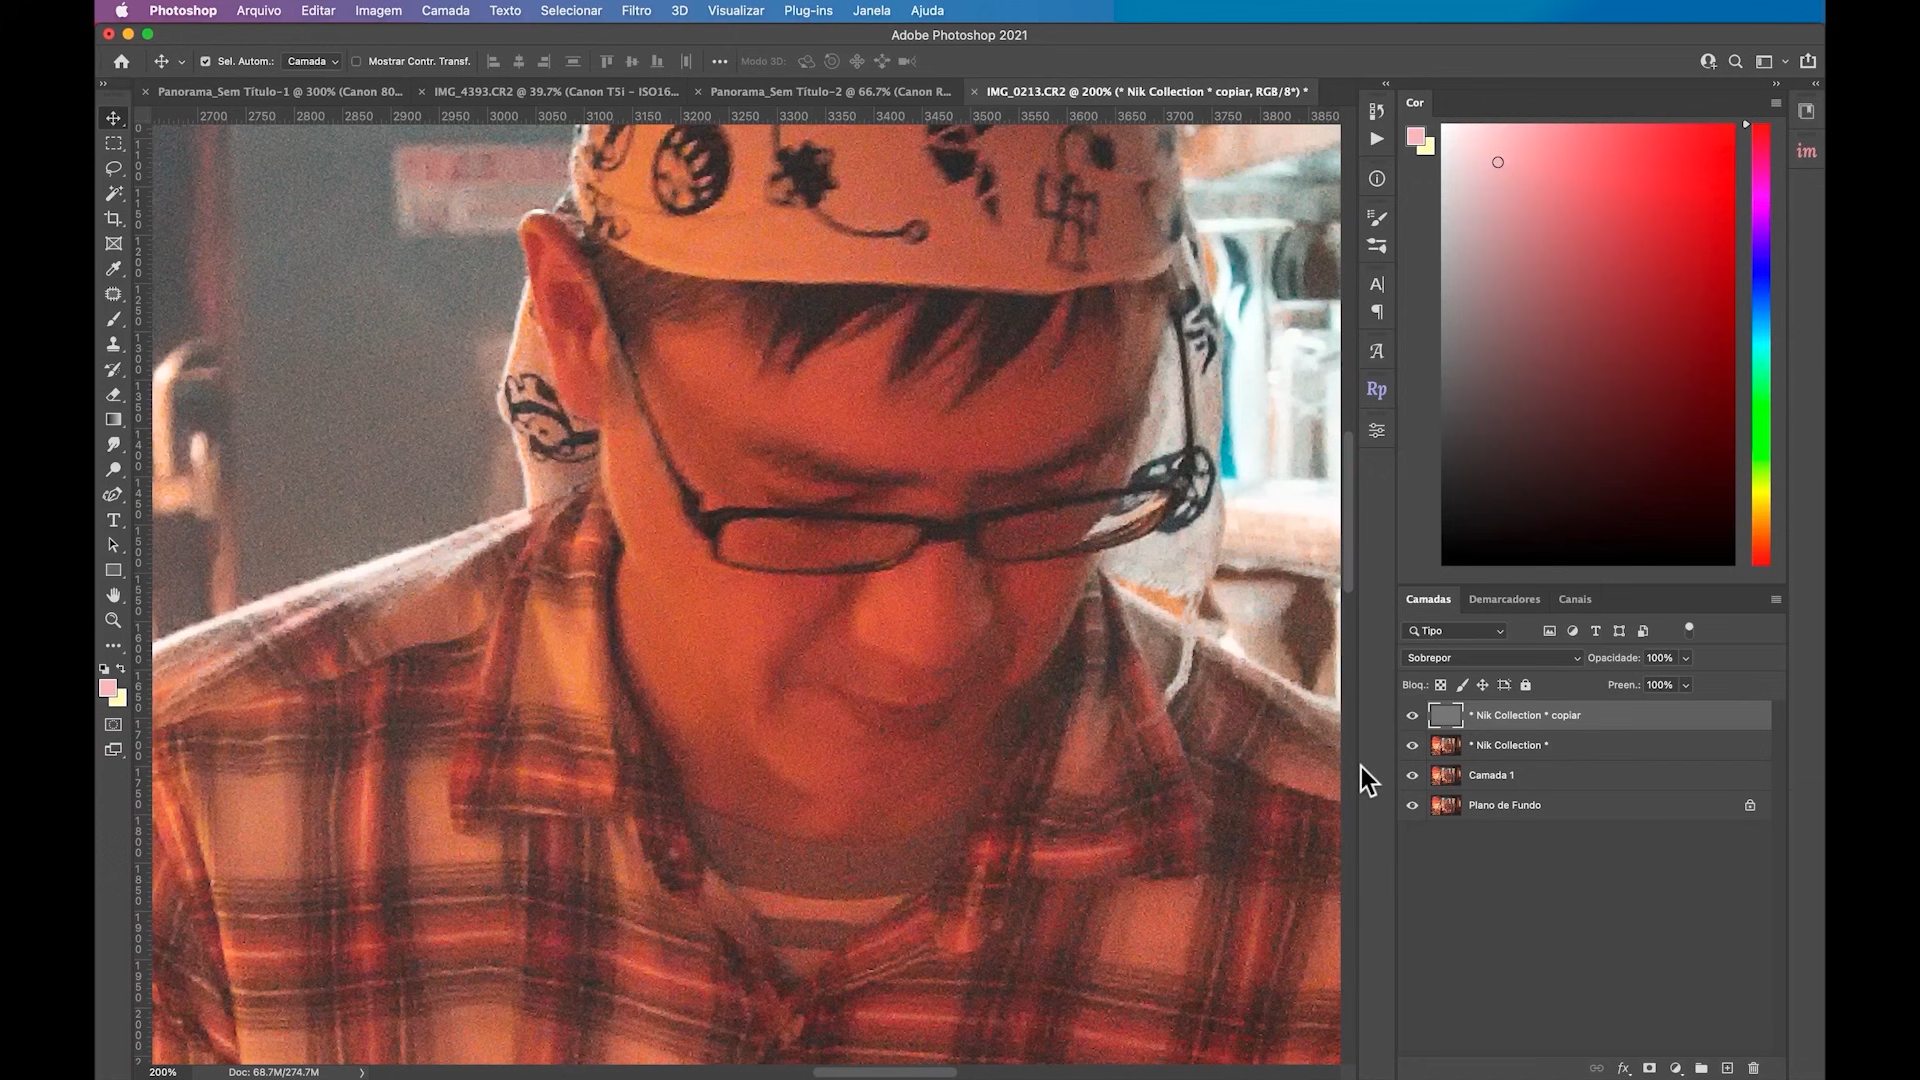 Photoshop Arquivo Editar Imagem Camada Texto Selecionar Filtro 3D Visualizar Plug-ins Janela Ajuda
Adobe Photoshop 2021
Sel. Autom.: Camada Mostrar Contr. Transf. Modo 3D:
Panorama_Sem Título-1 @ 300% (Canon 80... IMG_4393.CR2 @ 39.7% (Canon T5i – ISO16... Panorama_Sem Título-2 @ 66.7% (Canon R... IMG_0213.CR2 @ 200% (* Nik Collection * copiar, RGB/8*) *
2700 2750 2800 2850 2900 2950 3000 3050 3100 3150 3200 3250 3300 3350 3400 3450 3500 3550 3600 3650 3700 3750 3800 3850
Cor
im
Rp
Camadas Demarcadores Canais
Tipo
Sobrepor Opacidade: 100%
Bloq.: Preen.: 100%
* Nik Collection * copiar
* Nik Collection *
Camada 1
Plano de Fundo
fx
200% Doc: 68.7M/274.7M